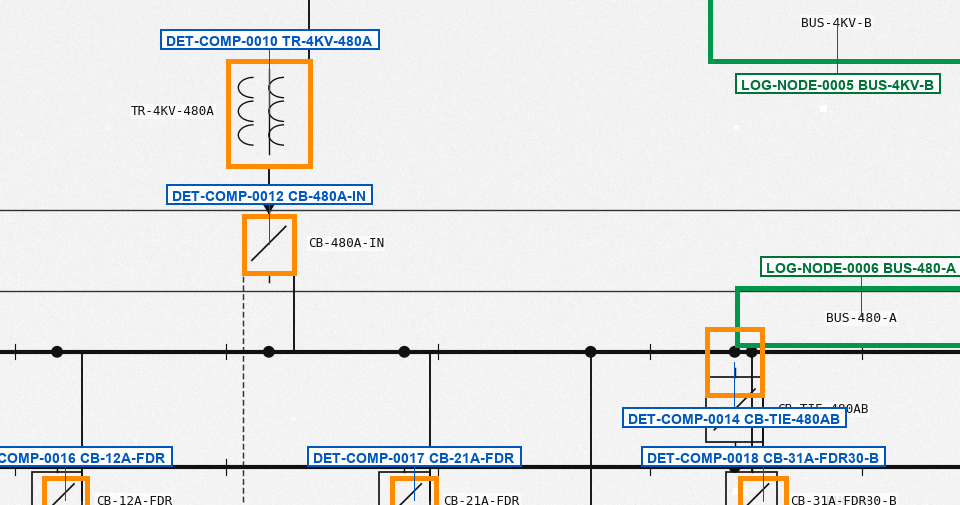 BUS-4KV-B
DET-COMP-0010 TR-4KV-480A
LOG-NODE-0005 BUS-4KV-B
TR-4KV-480A
DET-COMP-0012 CB-480A-IN
CB-480A-IN
LOG-NODE-0006 BUS-480-A
BUS-480-A
CB-TIE-480AB
DET-COMP-0014 CB-TIE-480AB
COMP-0016 CB-12A-FDR
DET-COMP-0017 CB-21A-FDR
DET-COMP-0018 CB-31A-FDR30-B
CB-12A-FDR
CB-21A-FDR
CB-31A-FDR30-B